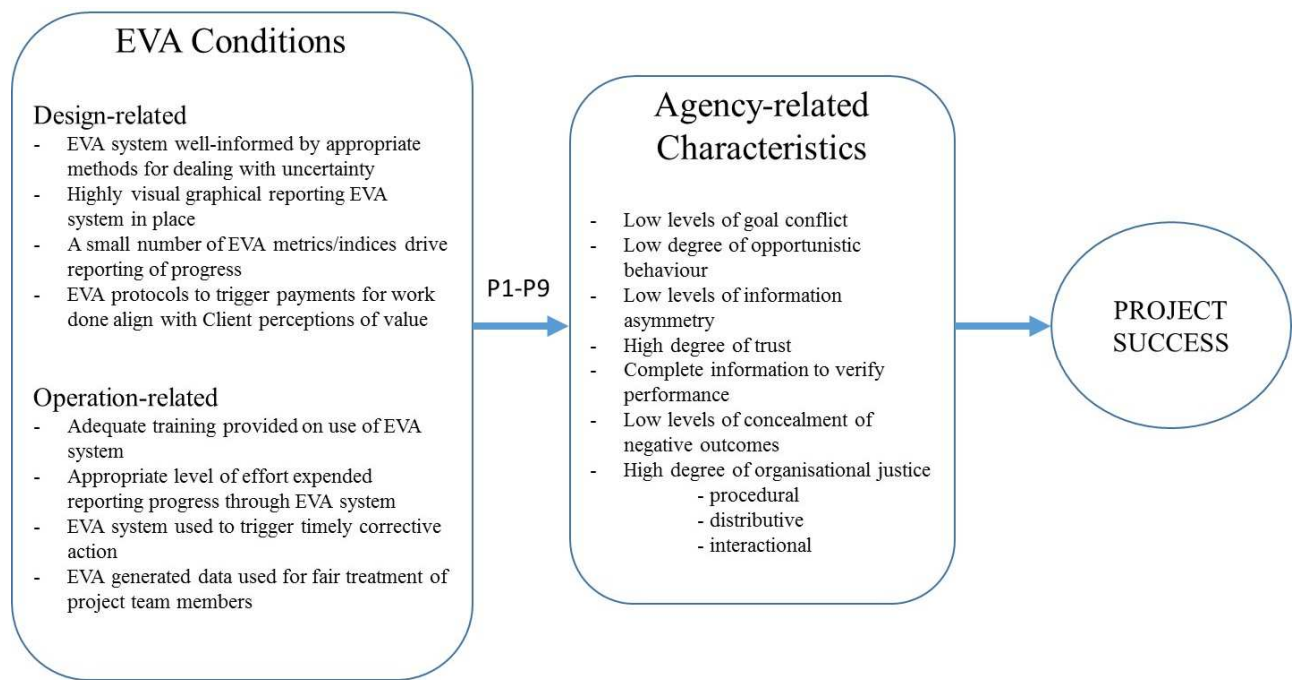 EVA Conditions
Design-related
- EVA system well-informed by appropriate
methods for dealing with uncertainty
- Highly visual graphical reporting EVA
system in place
- A small number of EVA metrics/indices drive
reporting of progress
- EVA protocols to trigger payments for work
done align with Client perceptions of value
Operation-related
- Adequate training provided on use of EVA
system
- Appropriate level of effort expended
reporting progress through EVA system
- EVA system used to trigger timely corrective
action
- EVA generated data used for fair treatment of
project team members
P1-P9
Agency-related
Characteristics
- Low levels of goal conflict
- Low degree of opportunistic
behaviour
- Low levels of information
asymmetry
- High degree of trust
- Complete information to verify
performance
- Low levels of concealment of
negative outcomes
- High degree of organisational justice
- procedural
- distributive
- interactional
PROJECT
SUCCESS